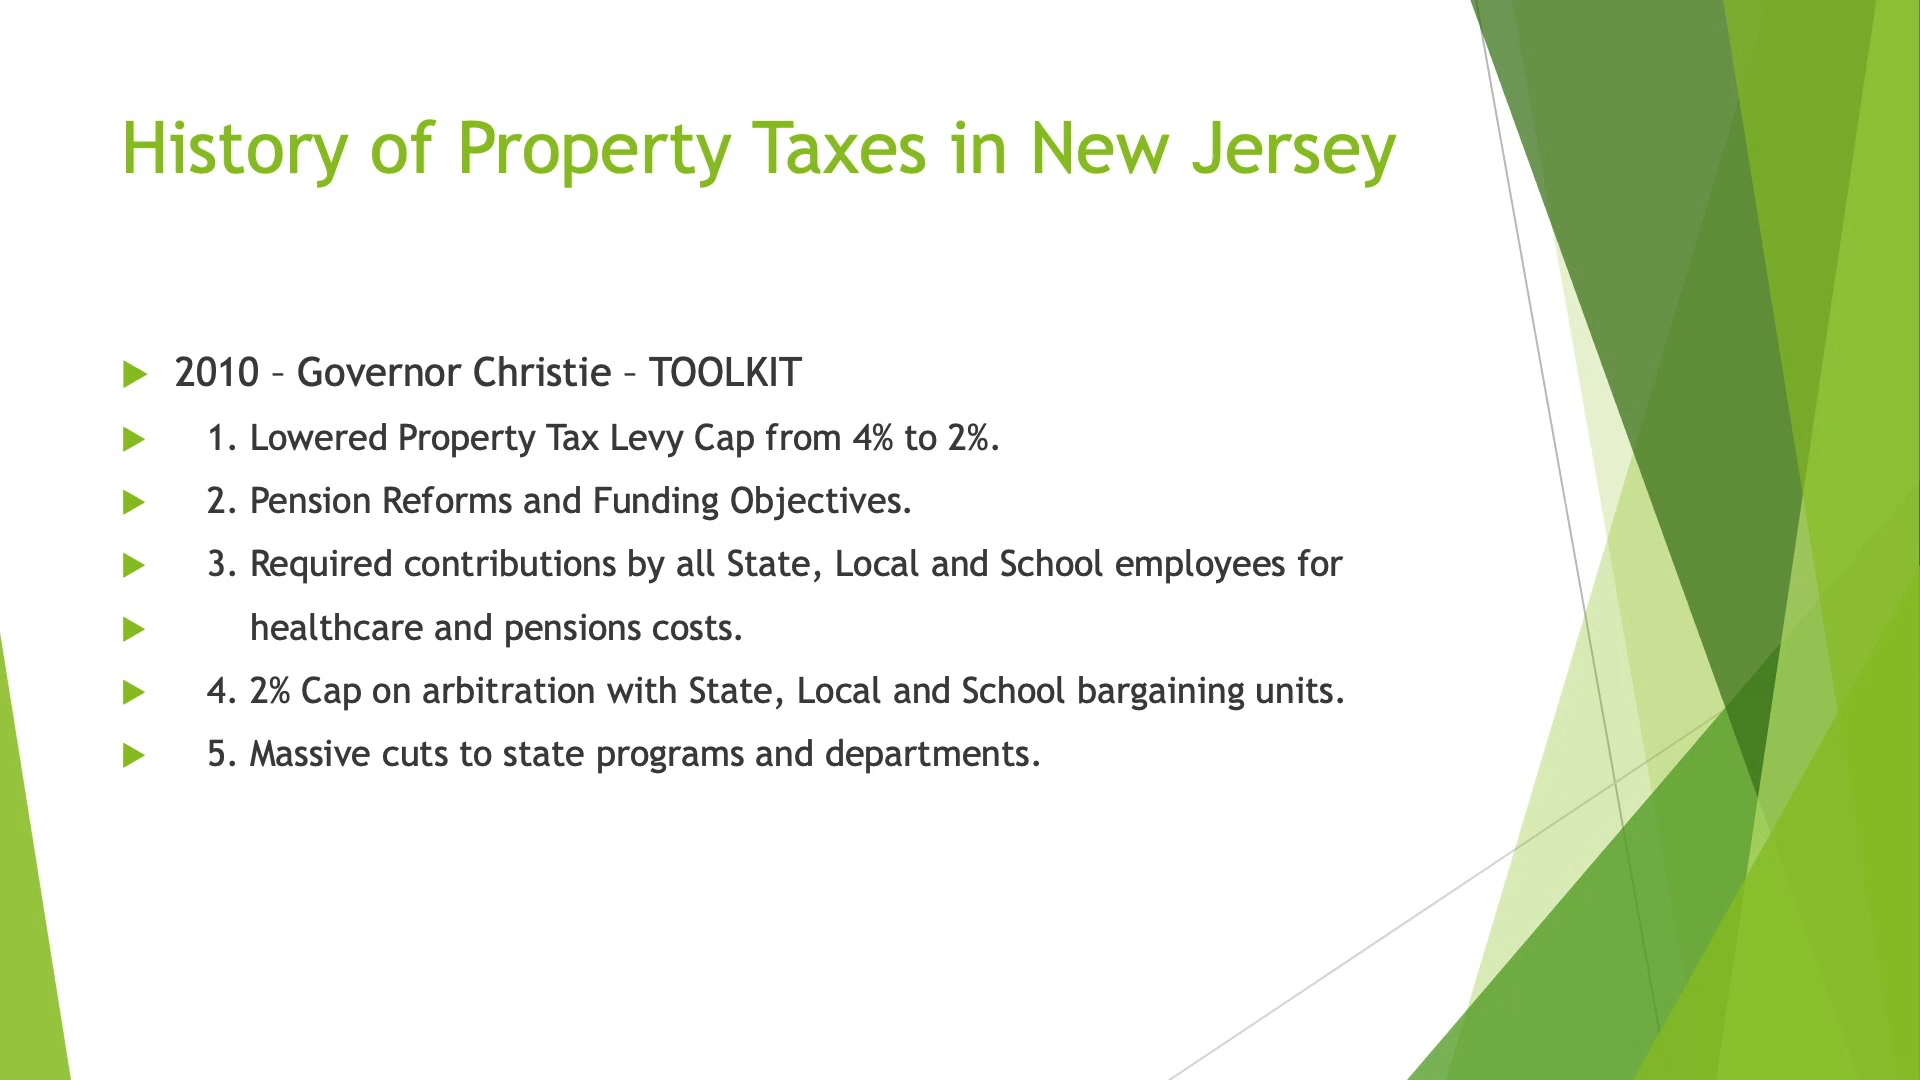 History of Property Taxes in New Jersey
2010 – Governor Christie – TOOLKIT
1. Lowered Property Tax Levy Cap from 4% to 2%.
2. Pension Reforms and Funding Objectives.
3. Required contributions by all State, Local and School employees for
healthcare and pensions costs.
4. 2% Cap on arbitration with State, Local and School bargaining units.
5. Massive cuts to state programs and departments.